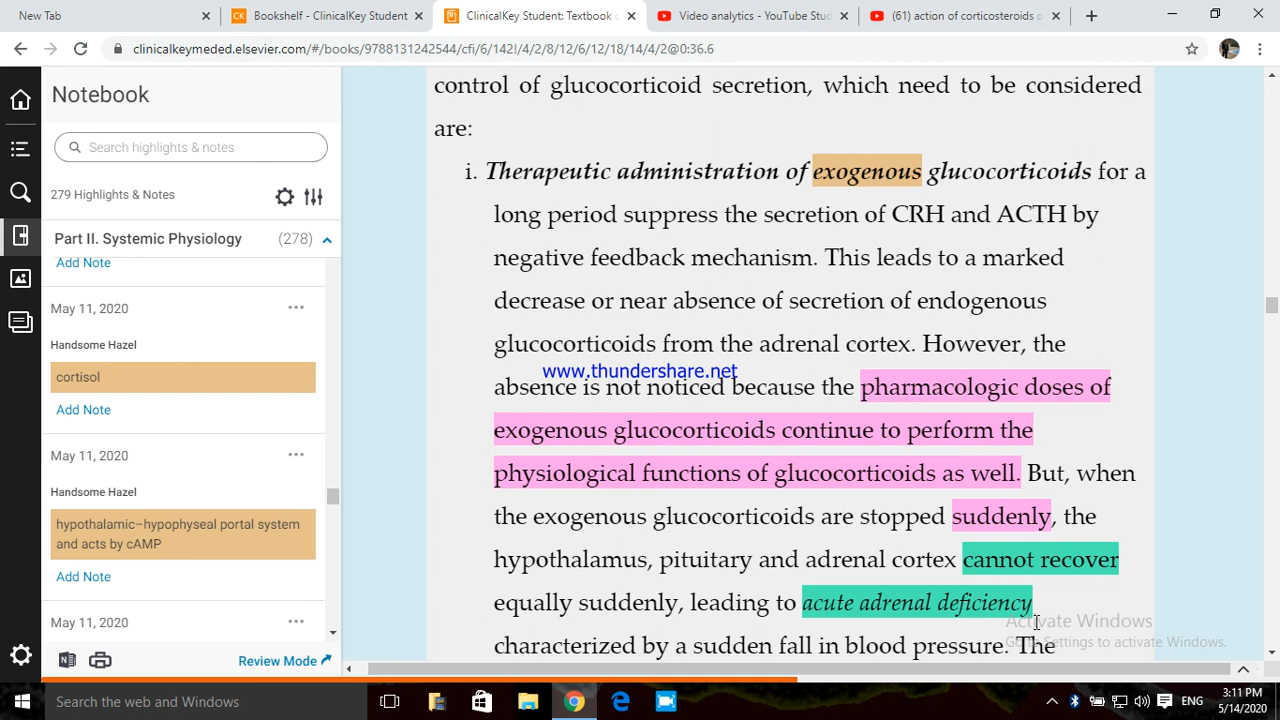 New Tab
Bookshelf - ClinicalKey Student
ClinicalKey Student: Textbook
Video analytics - YouTube Stud
(61) action of corticosteroids o
clinicalkeymeded.elsevier.com/#/books/9788131242544/cfi/6/142!/4/2/8/12/6/12/18/14/4/2@0:36.6
Notebook
Search highlights & notes
279 Highlights & Notes
Part II. Systemic Physiology (278)
Add Note
May 11, 2020
Handsome Hazel
cortisol
Add Note
May 11, 2020
Handsome Hazel
hypothalamic–hypophyseal portal system
and acts by cAMP
Add Note
May 11, 2020
Review Mode
control of glucocorticoid secretion, which need to be considered
are:
i. Therapeutic administration of exogenous glucocorticoids for a
long period suppress the secretion of CRH and ACTH by
negative feedback mechanism. This leads to a marked
decrease or near absence of secretion of endogenous
glucocorticoids from the adrenal cortex. However, the
www.thundershare.net
absence is not noticed because the pharmacologic doses of
exogenous glucocorticoids continue to perform the
physiological functions of glucocorticoids as well. But, when
the exogenous glucocorticoids are stopped suddenly, the
hypothalamus, pituitary and adrenal cortex cannot recover
equally suddenly, leading to acute adrenal deficiency
characterized by a sudden fall in blood pressure. The
Activate Windows
Go to Settings to activate Windows.
Search the web and Windows
ENG
3:11 PM
5/14/2020